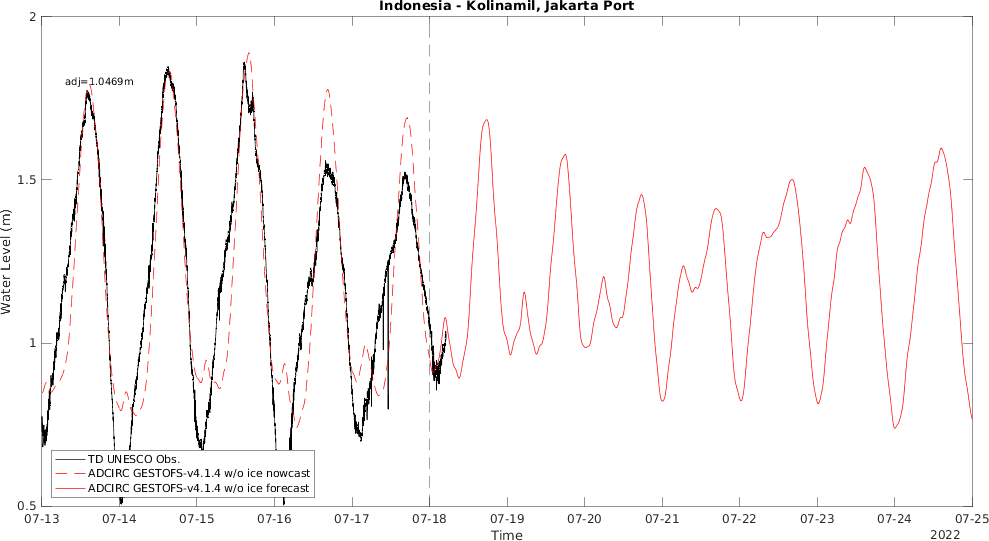 Indonesia - Kolinamil, Jakarta Port
2
adj=1.0469m
1.5
Water Level (m)
1
TD UNESCO Obs.
ADCIRC GESTOFS-v4.1.4 w/o ice nowcast
ADCIRC GESTOFS-v4.1.4 w/o ice forecast
0.5
07-13 07-14 07-15 07-16 07-17 07-18 07-19 07-20 07-21 07-22 07-23 07-24 07-25
Time
2022